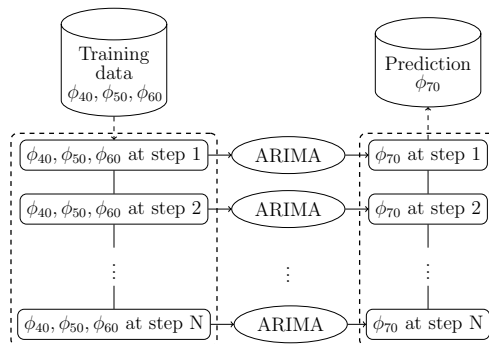 Training
data
ϕ₄₀, ϕ₅₀, ϕ₆₀
Prediction
ϕ₇₀
ϕ₄₀, ϕ₅₀, ϕ₆₀ at step 1
ARIMA
ϕ₇₀ at step 1
ϕ₄₀, ϕ₅₀, ϕ₆₀ at step 2
ARIMA
ϕ₇₀ at step 2
⋮
⋮
⋮
ϕ₄₀, ϕ₅₀, ϕ₆₀ at step N
ARIMA
ϕ₇₀ at step N